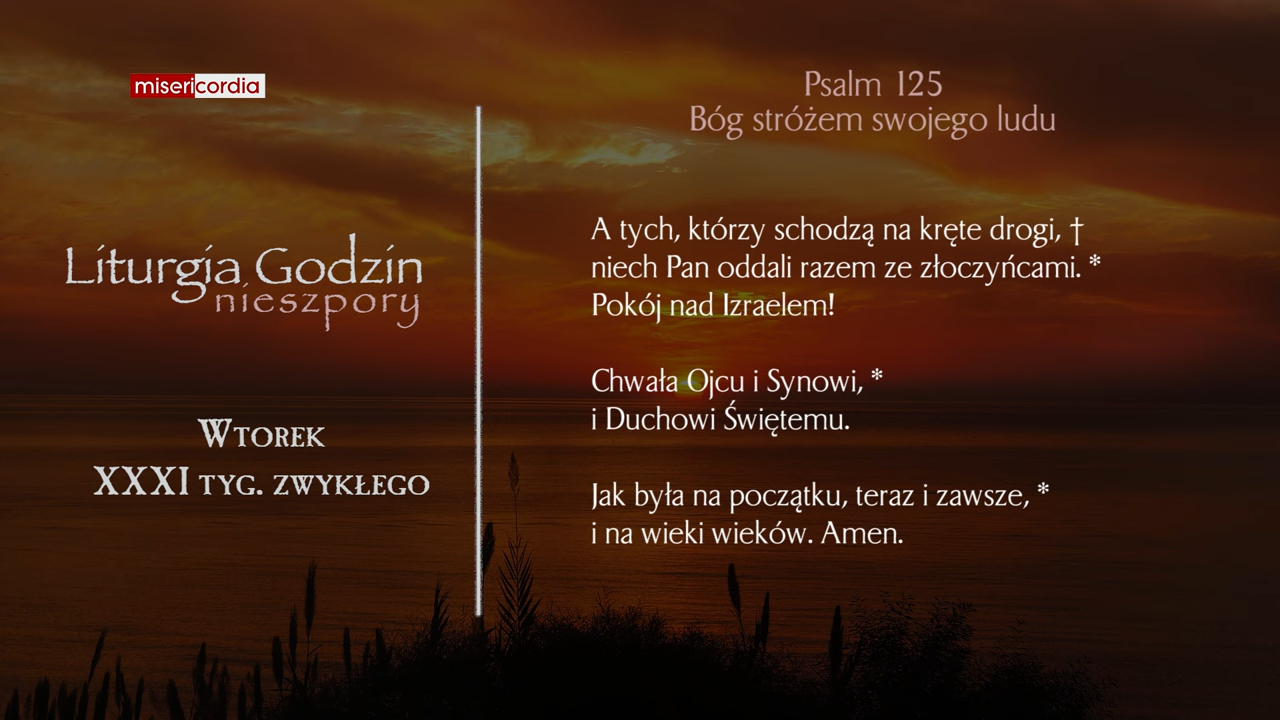 misericordia
Liturgia Godzin
nieszpory
Wtorek
XXXI tyg. zwykłego
Psalm 125
Bóg stróżem swojego ludu
A tych, którzy schodzą na kręte drogi, †
niech Pan oddali razem ze złoczyńcami. *
Pokój nad Izraelem!
Chwała Ojcu i Synowi, *
i Duchowi Świętemu.
Jak była na początku, teraz i zawsze, *
i na wieki wieków. Amen.